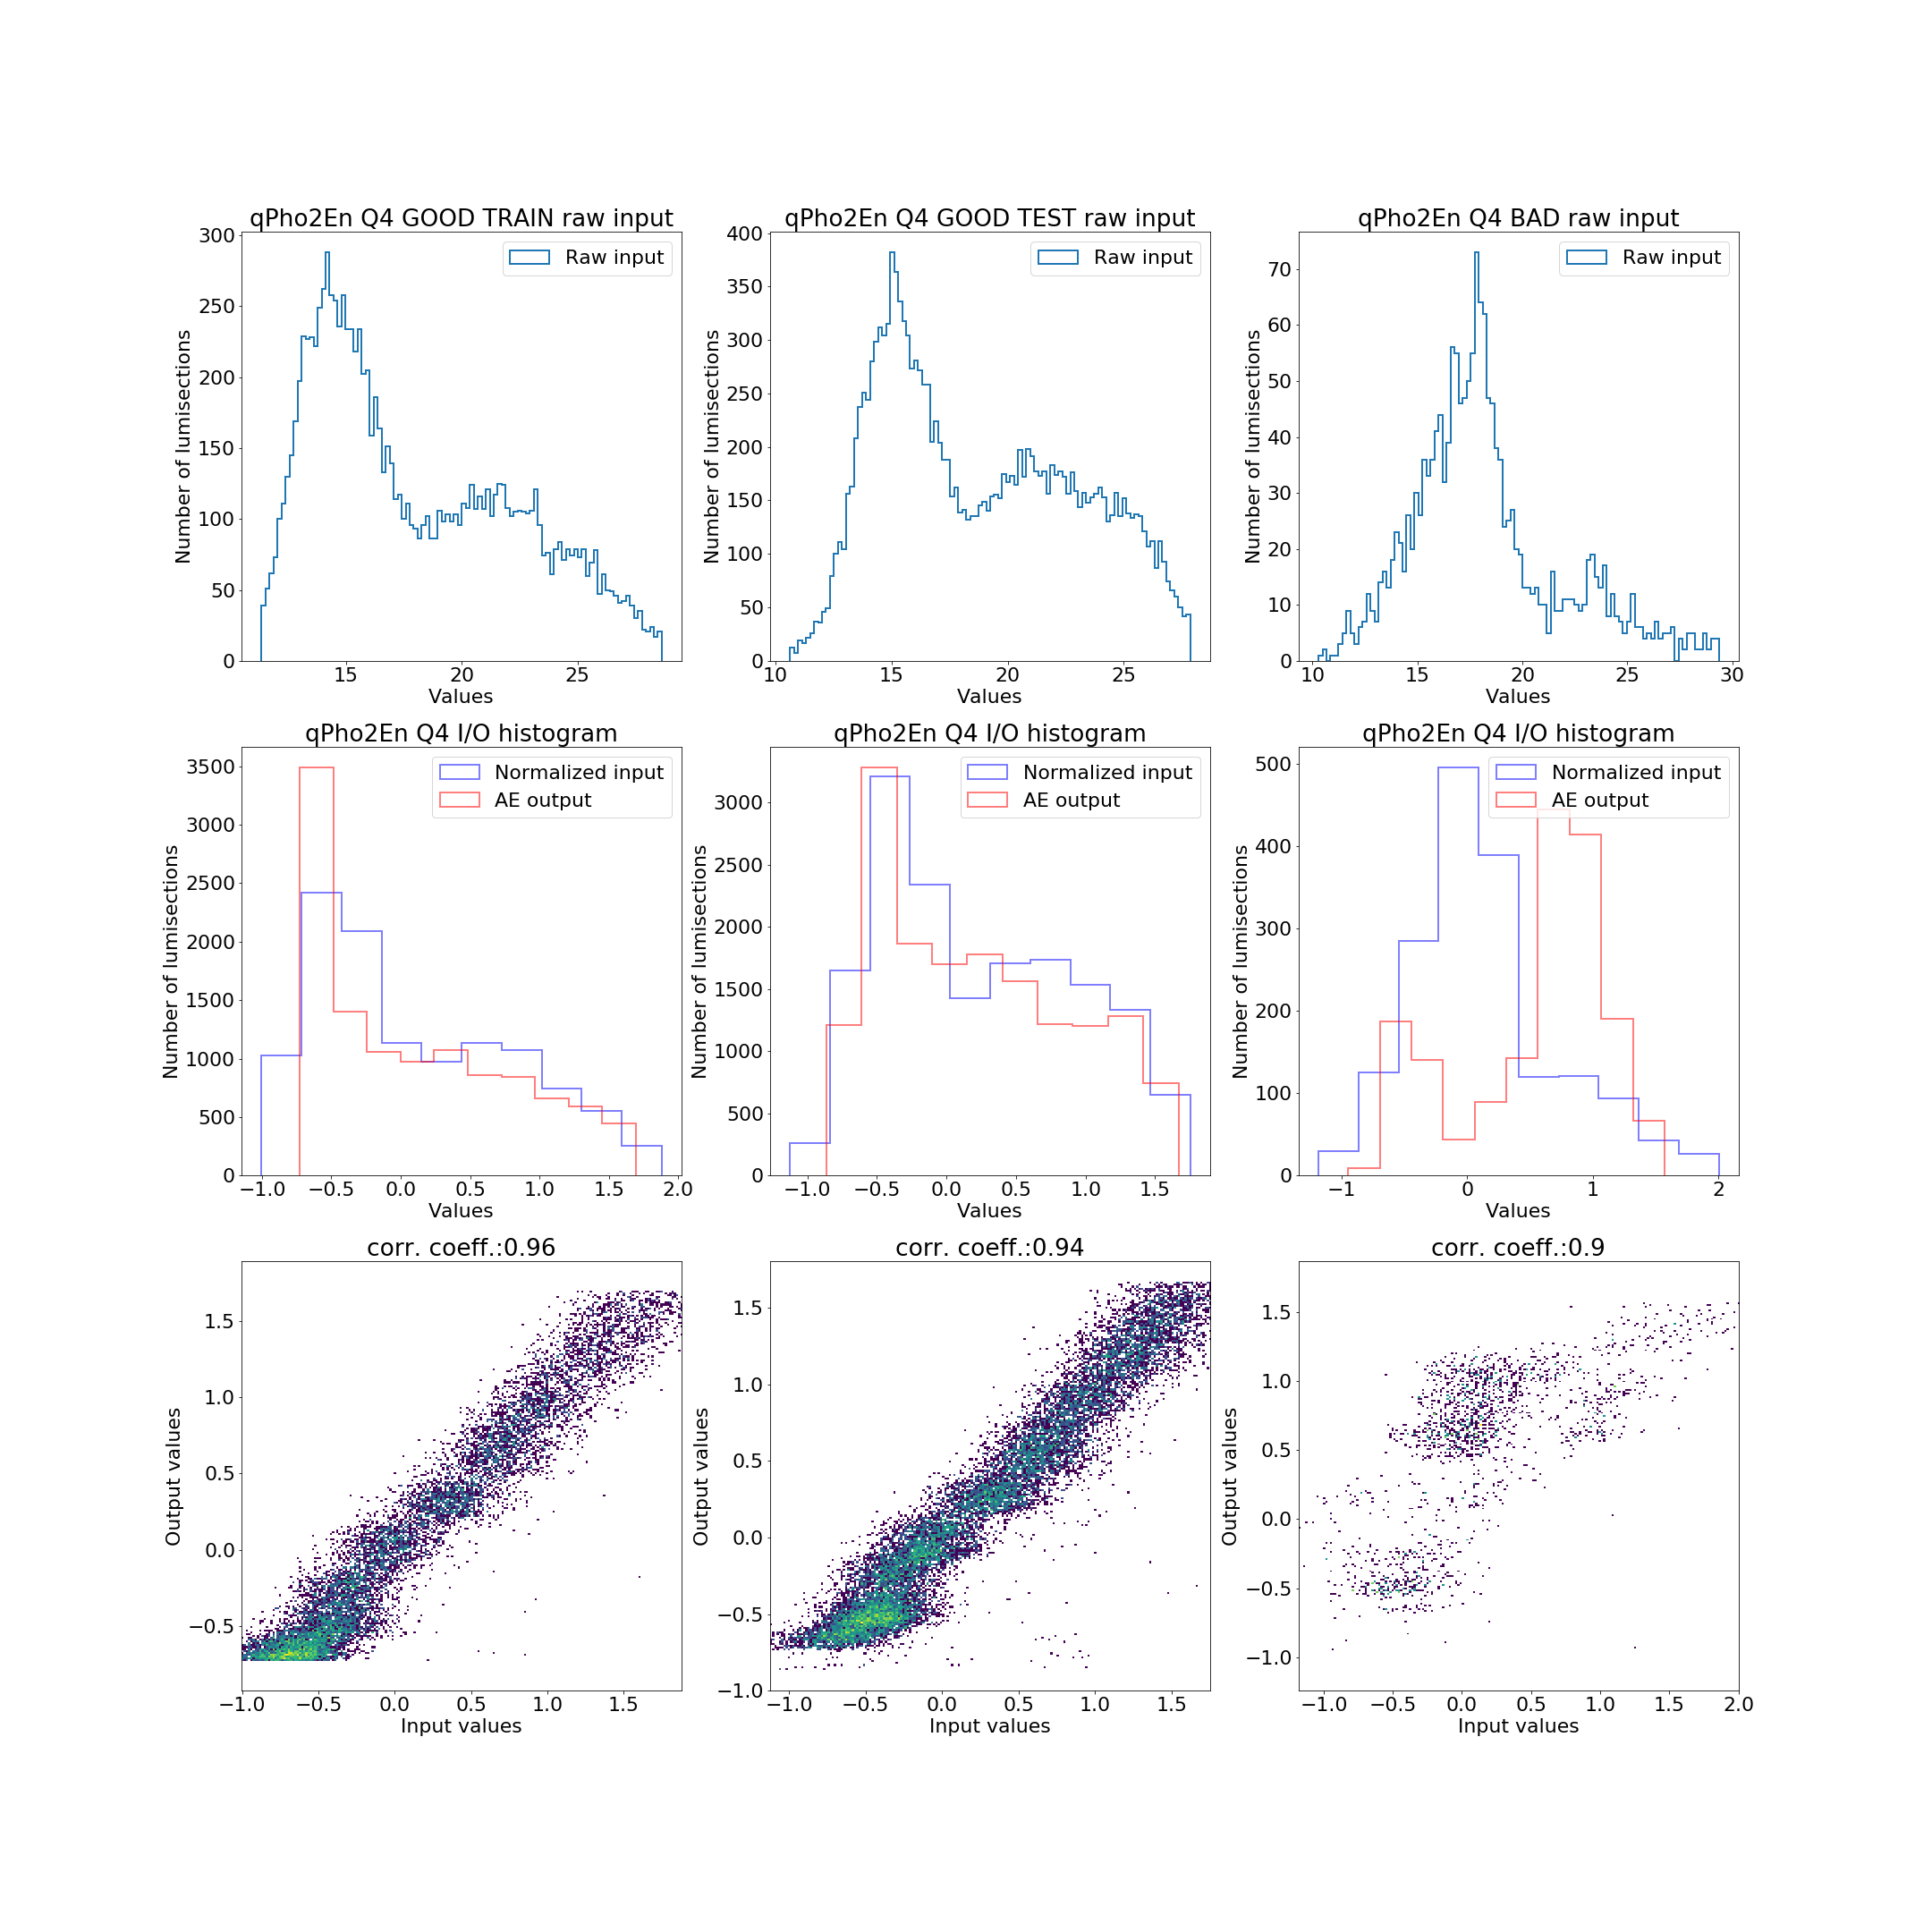 qPho2En Q4 GOOD TRAIN raw input
Raw input
Number of lumisections
300
250
200
150
100
50
0
15 20 25
Values
qPho2En Q4 GOOD TEST raw input
Raw input
Number of lumisections
400
350
300
250
200
150
100
50
0
10 15 20 25
Values
qPho2En Q4 BAD raw input
Raw input
Number of lumisections
70
60
50
40
30
20
10
0
10 15 20 25 30
Values
qPho2En Q4 I/O histogram
Normalized input
AE output
Number of lumisections
3500
3000
2500
2000
1500
1000
500
0
−1.0 −0.5 0.0 0.5 1.0 1.5 2.0
Values
qPho2En Q4 I/O histogram
Normalized input
AE output
Number of lumisections
3000
2500
2000
1500
1000
500
0
−1.0 −0.5 0.0 0.5 1.0 1.5
Values
qPho2En Q4 I/O histogram
Normalized input
AE output
Number of lumisections
500
400
300
200
100
0
−1 0 1 2
Values
corr. coeff.:0.96
Output values
1.5
1.0
0.5
0.0
−0.5
−1.0 −0.5 0.0 0.5 1.0 1.5
Input values
corr. coeff.:0.94
Output values
1.5
1.0
0.5
0.0
−0.5
−1.0
−1.0 −0.5 0.0 0.5 1.0 1.5
Input values
corr. coeff.:0.9
Output values
1.5
1.0
0.5
0.0
−0.5
−1.0
−1.0 −0.5 0.0 0.5 1.0 1.5 2.0
Input values